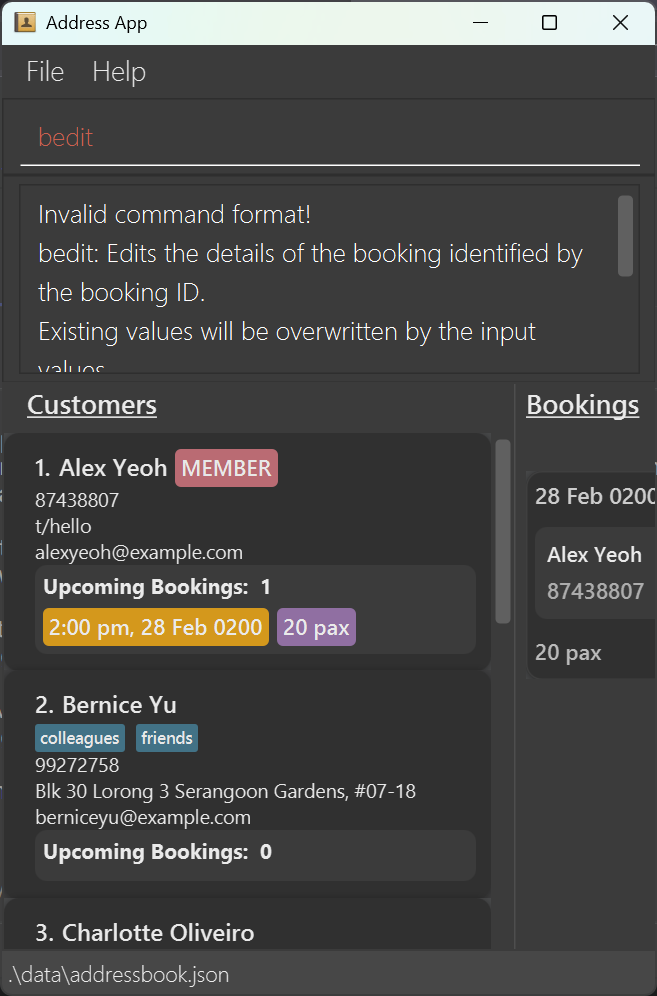 Address App
File Help
bedit
Invalid command format!
bedit: Edits the details of the booking identified by
the booking ID.
Existing values will be overwritten by the input
values.
Customers
1. Alex Yeoh MEMBER
87438807
t/hello
alexyeoh@example.com
Upcoming Bookings: 1
2:00 pm, 28 Feb 0200
20 pax
2. Bernice Yu
colleagues friends
99272758
Blk 30 Lorong 3 Serangoon Gardens, #07-18
berniceyu@example.com
Upcoming Bookings: 0
3. Charlotte Oliveiro
Bookings
28 Feb 0200
Alex Yeoh
87438807
20 pax
.\data\addressbook.json